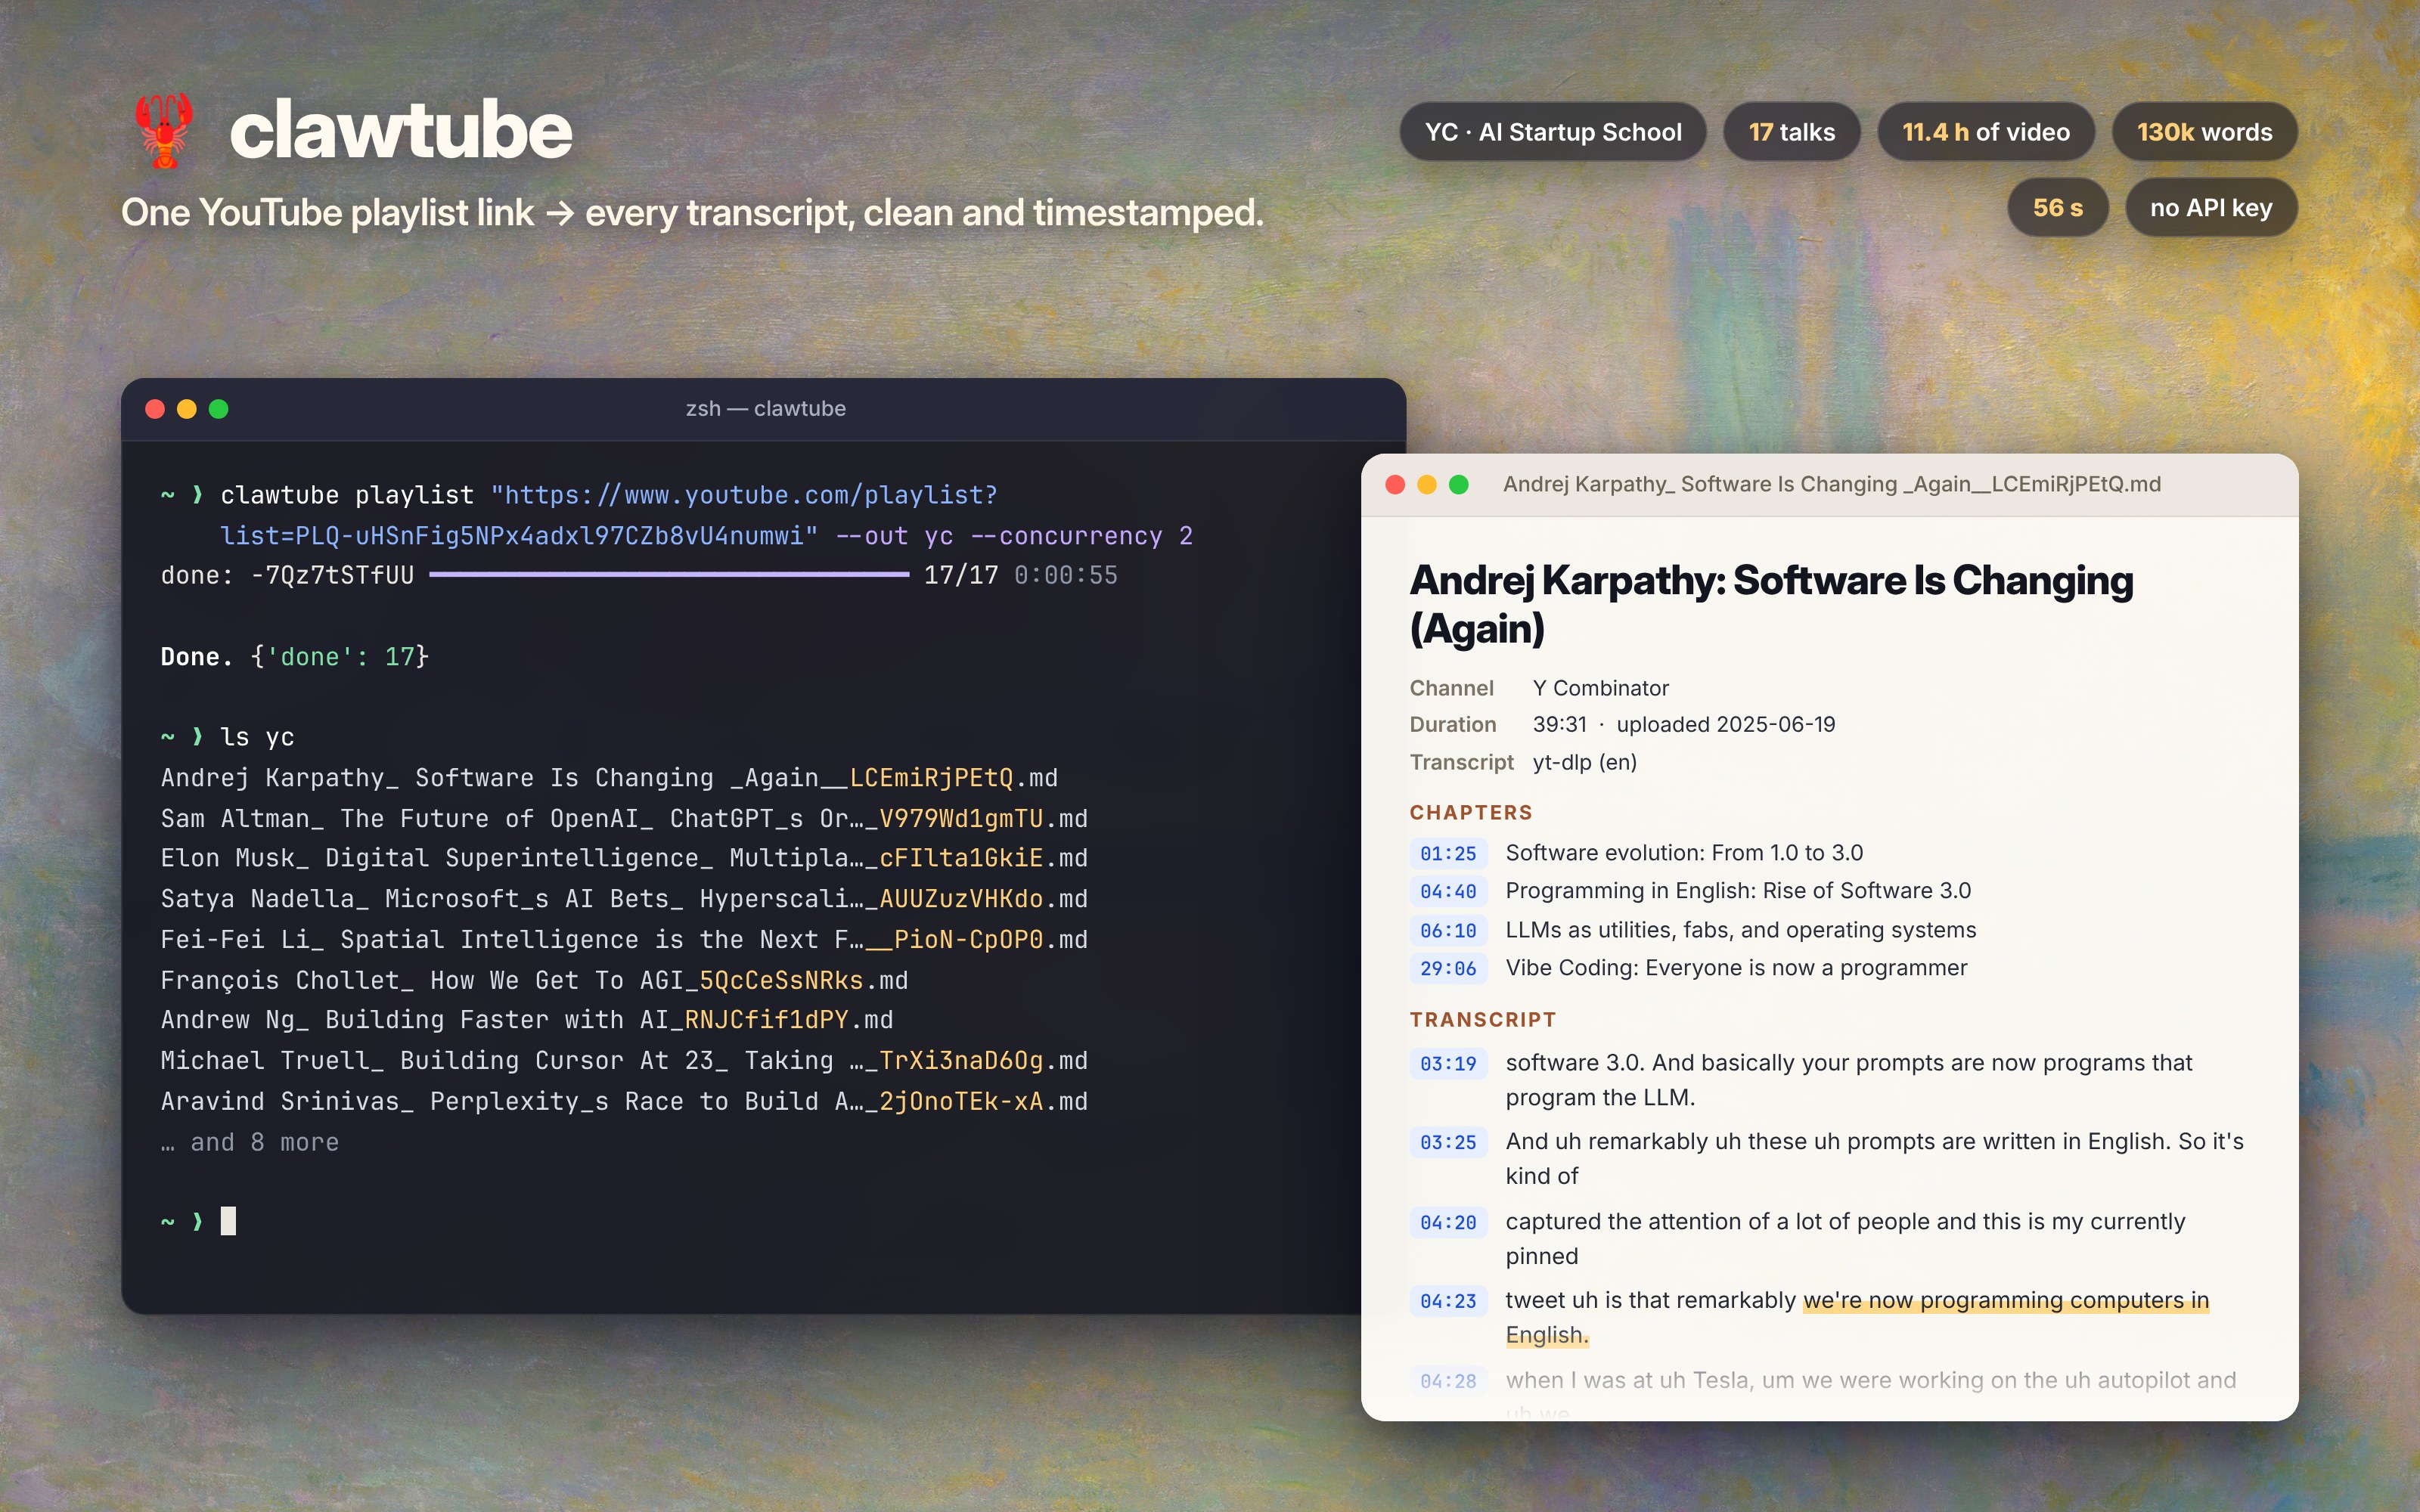 🦞 clawtube
One YouTube playlist link → every transcript, clean and timestamped.
YC · AI Startup School
17 talks
11.4 h of video
130k words
56 s
no API key
zsh — clawtube
~ ❯ clawtube playlist "https://www.youtube.com/playlist?
list=PLQ-uHSnFig5NPx4adxl97CZb8vU4numwi" --out yc --concurrency 2
done: -7Qz7tSTfUU ━━━━━━━━━━━━━━━━ 17/17 0:00:55
Done. {'done': 17}
~ ❯ ls yc
Andrej Karpathy_ Software Is Changing _Again__LCEmiRjPEtQ.md
Sam Altman_ The Future of OpenAI_ ChatGPT_s Or…_V979Wd1gmTU.md
Elon Musk_ Digital Superintelligence_ Multipla…_cFIlta1GkiE.md
Satya Nadella_ Microsoft_s AI Bets_ Hyperscali…_AUUZuzVHKdo.md
Fei-Fei Li_ Spatial Intelligence is the Next F…__PioN-CpOP0.md
François Chollet_ How We Get To AGI_5QcCeSsNRks.md
Andrew Ng_ Building Faster with AI_RNJCfif1dPY.md
Michael Truell_ Building Cursor At 23_ Taking …_TrXi3naD6Og.md
Aravind Srinivas_ Perplexity_s Race to Build A…_2jOnoTEk-xA.md
… and 8 more
~ ❯
Andrej Karpathy_ Software Is Changing _Again__LCEmiRjPEtQ.md
Andrej Karpathy: Software Is Changing
(Again)
Channel Y Combinator
Duration 39:31 · uploaded 2025-06-19
Transcript yt-dlp (en)
CHAPTERS
01:25 Software evolution: From 1.0 to 3.0
04:40 Programming in English: Rise of Software 3.0
06:10 LLMs as utilities, fabs, and operating systems
29:06 Vibe Coding: Everyone is now a programmer
TRANSCRIPT
03:19 software 3.0. And basically your prompts are now programs that
program the LLM.
03:25 And uh remarkably uh these uh prompts are written in English. So it's
kind of
04:20 captured the attention of a lot of people and this is my currently
pinned
04:23 tweet uh is that remarkably we're now programming computers in
English.
04:28 when I was at uh Tesla, um we were working on the uh autopilot and
uh we